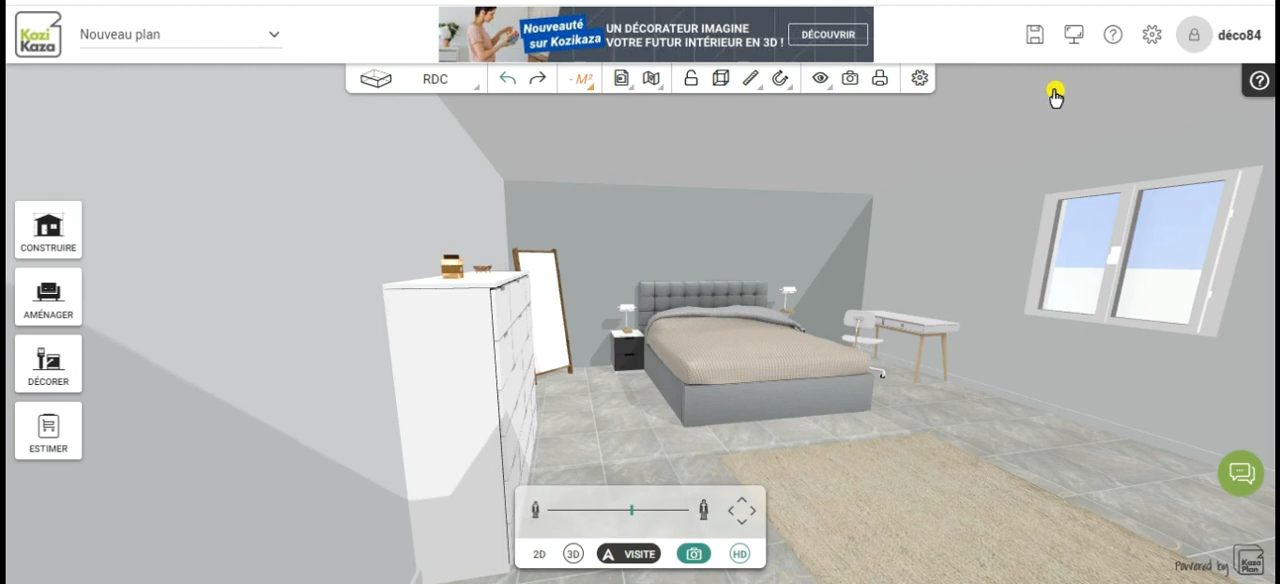 Kozi
Kaza
Nouveau plan
Nouveauté
sur Kozikaza
UN DÉCORATEUR IMAGINE
VOTRE FUTUR INTÉRIEUR EN 3D !
DÉCOUVRIR
déco84
RDC
- M²
CONSTRUIRE
AMÉNAGER
DÉCORER
ESTIMER
2D
3D
VISITE
HD
Powered by
Kaza
Plan